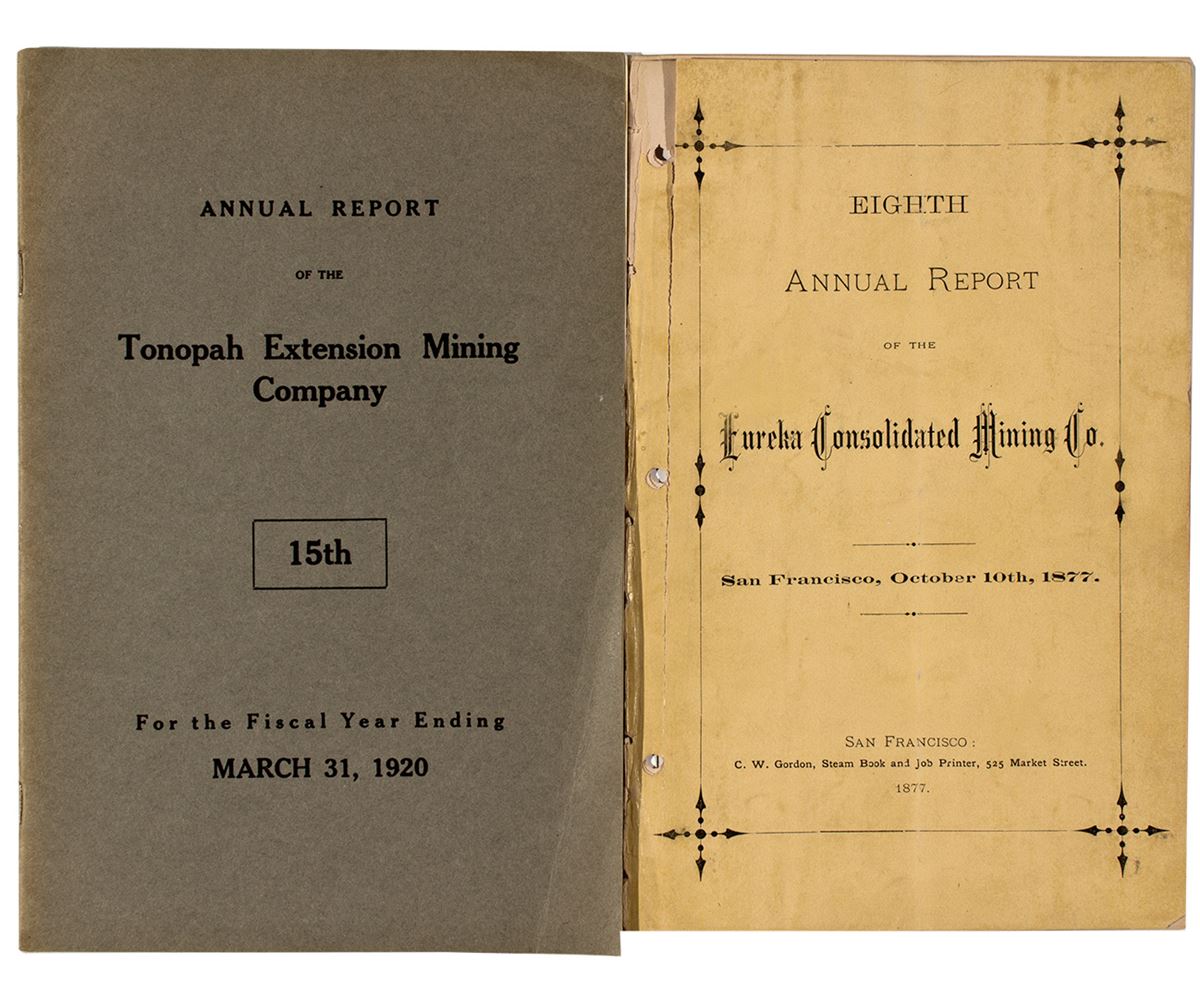 ANNUAL REPORT
OF THE
Tonopah Extension Mining
Company
15th
For the Fiscal Year Ending
MARCH 31, 1920
EIGHTH
ANNUAL REPORT
OF THE
Eureka Consolidated Mining Co.
San Francisco, October 10th, 1877.
SAN FRANCISCO:
C. W. Gordon, Steam Book and Job Printer, 525 Market Street.
1877.